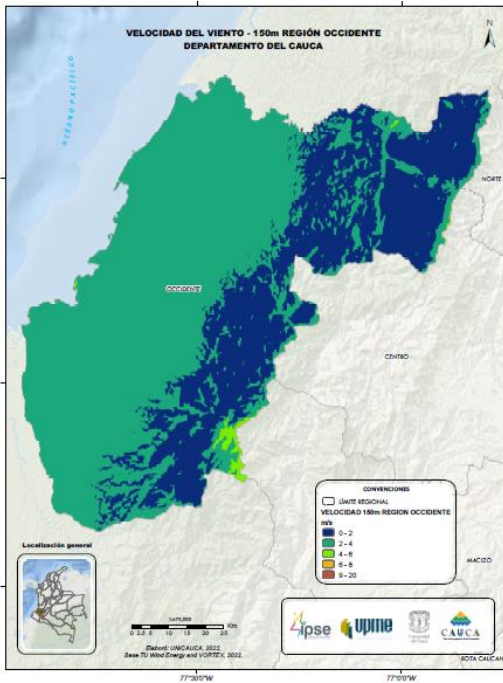 VELOCIDAD DEL VIENTO - 150m REGIÓN OCCIDENTE
DEPARTAMENTO DEL CAUCA
N
OCÉANO PACÍFICO
NORTE
OCCIDENTE
CENTRO
CONVENCIONES
LÍMITE REGIONAL
VELOCIDAD 150m REGION OCCIDENTE
m/s
0 - 2
2 - 4
4 - 6
6 - 8
9 - 20
MACIZO
Localización general
0 2,5 5 10 15 20 25 Km
Elaboró: UNICAUCA, 2022.
Base TU Wind Energy and VORTEX, 2022.
ipse
upme
CAUCA
BOTA CAUCAN
77°30'0"W
77°0'0"W